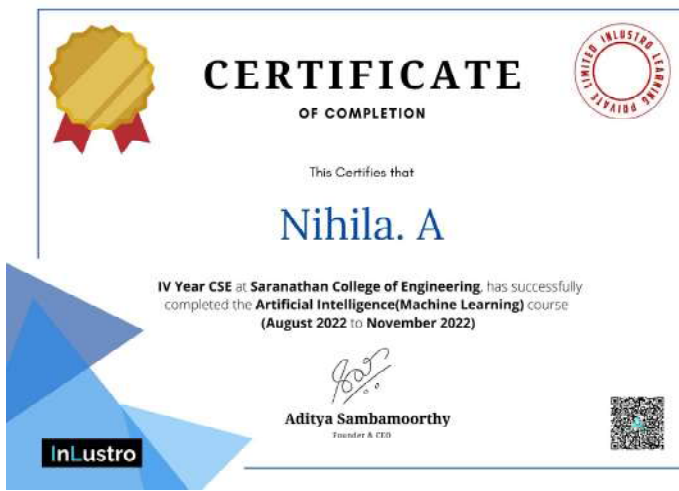 CERTIFICATE
INLUSTRO LEARNING PRIVATE LIMITED
OF COMPLETION
This Certifies that
Nihila. A
IV Year CSE at Saranathan College of Engineering, has successfully
completed the Artificial Intelligence(Machine Learning) course
(August 2022 to November 2022)
Aditya Sambamoorthy
Founder & CEO
InLustro